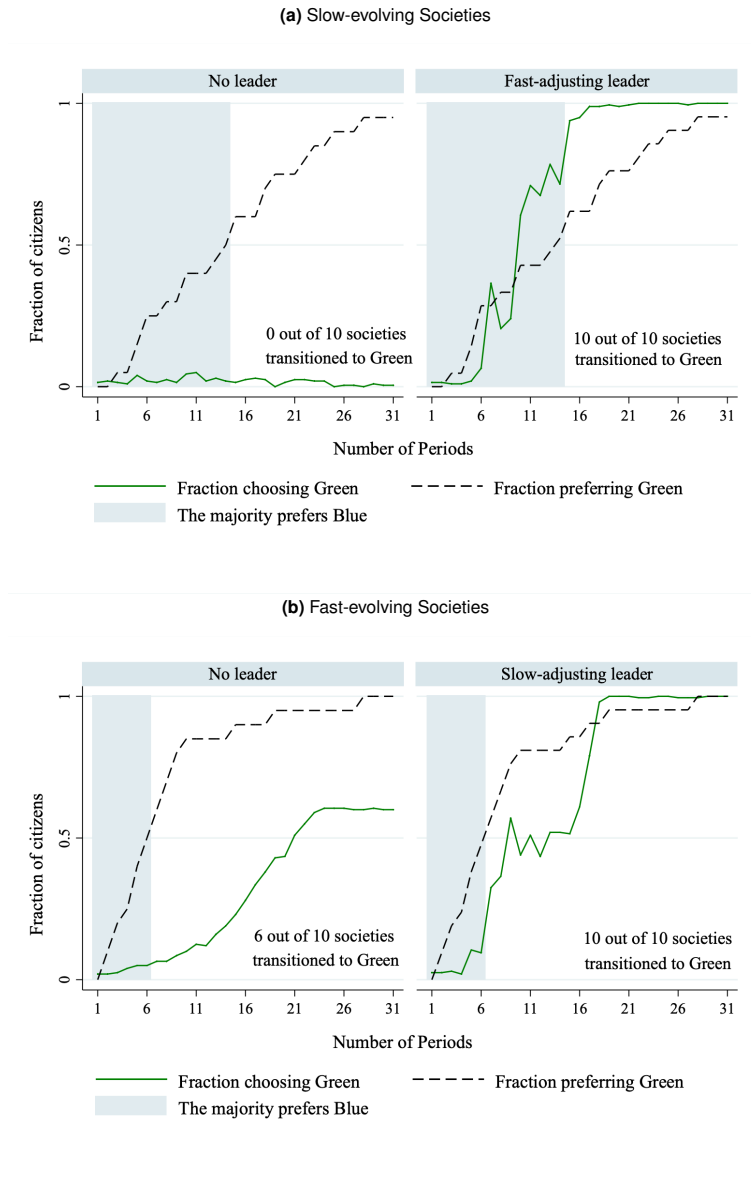 (a) Slow-evolving Societies
No leader
Fast-adjusting leader
Fraction of citizens
1
0.5
0
0 out of 10 societies
transitioned to Green
10 out of 10 societies
transitioned to Green
1 6 11 16 21 26 31
1 6 11 16 21 26 31
Number of Periods
Fraction choosing Green
Fraction preferring Green
The majority prefers Blue
(b) Fast-evolving Societies
No leader
Slow-adjusting leader
Fraction of citizens
1
0.5
0
6 out of 10 societies
transitioned to Green
10 out of 10 societies
transitioned to Green
1 6 11 16 21 26 31
1 6 11 16 21 26 31
Number of Periods
Fraction choosing Green
Fraction preferring Green
The majority prefers Blue